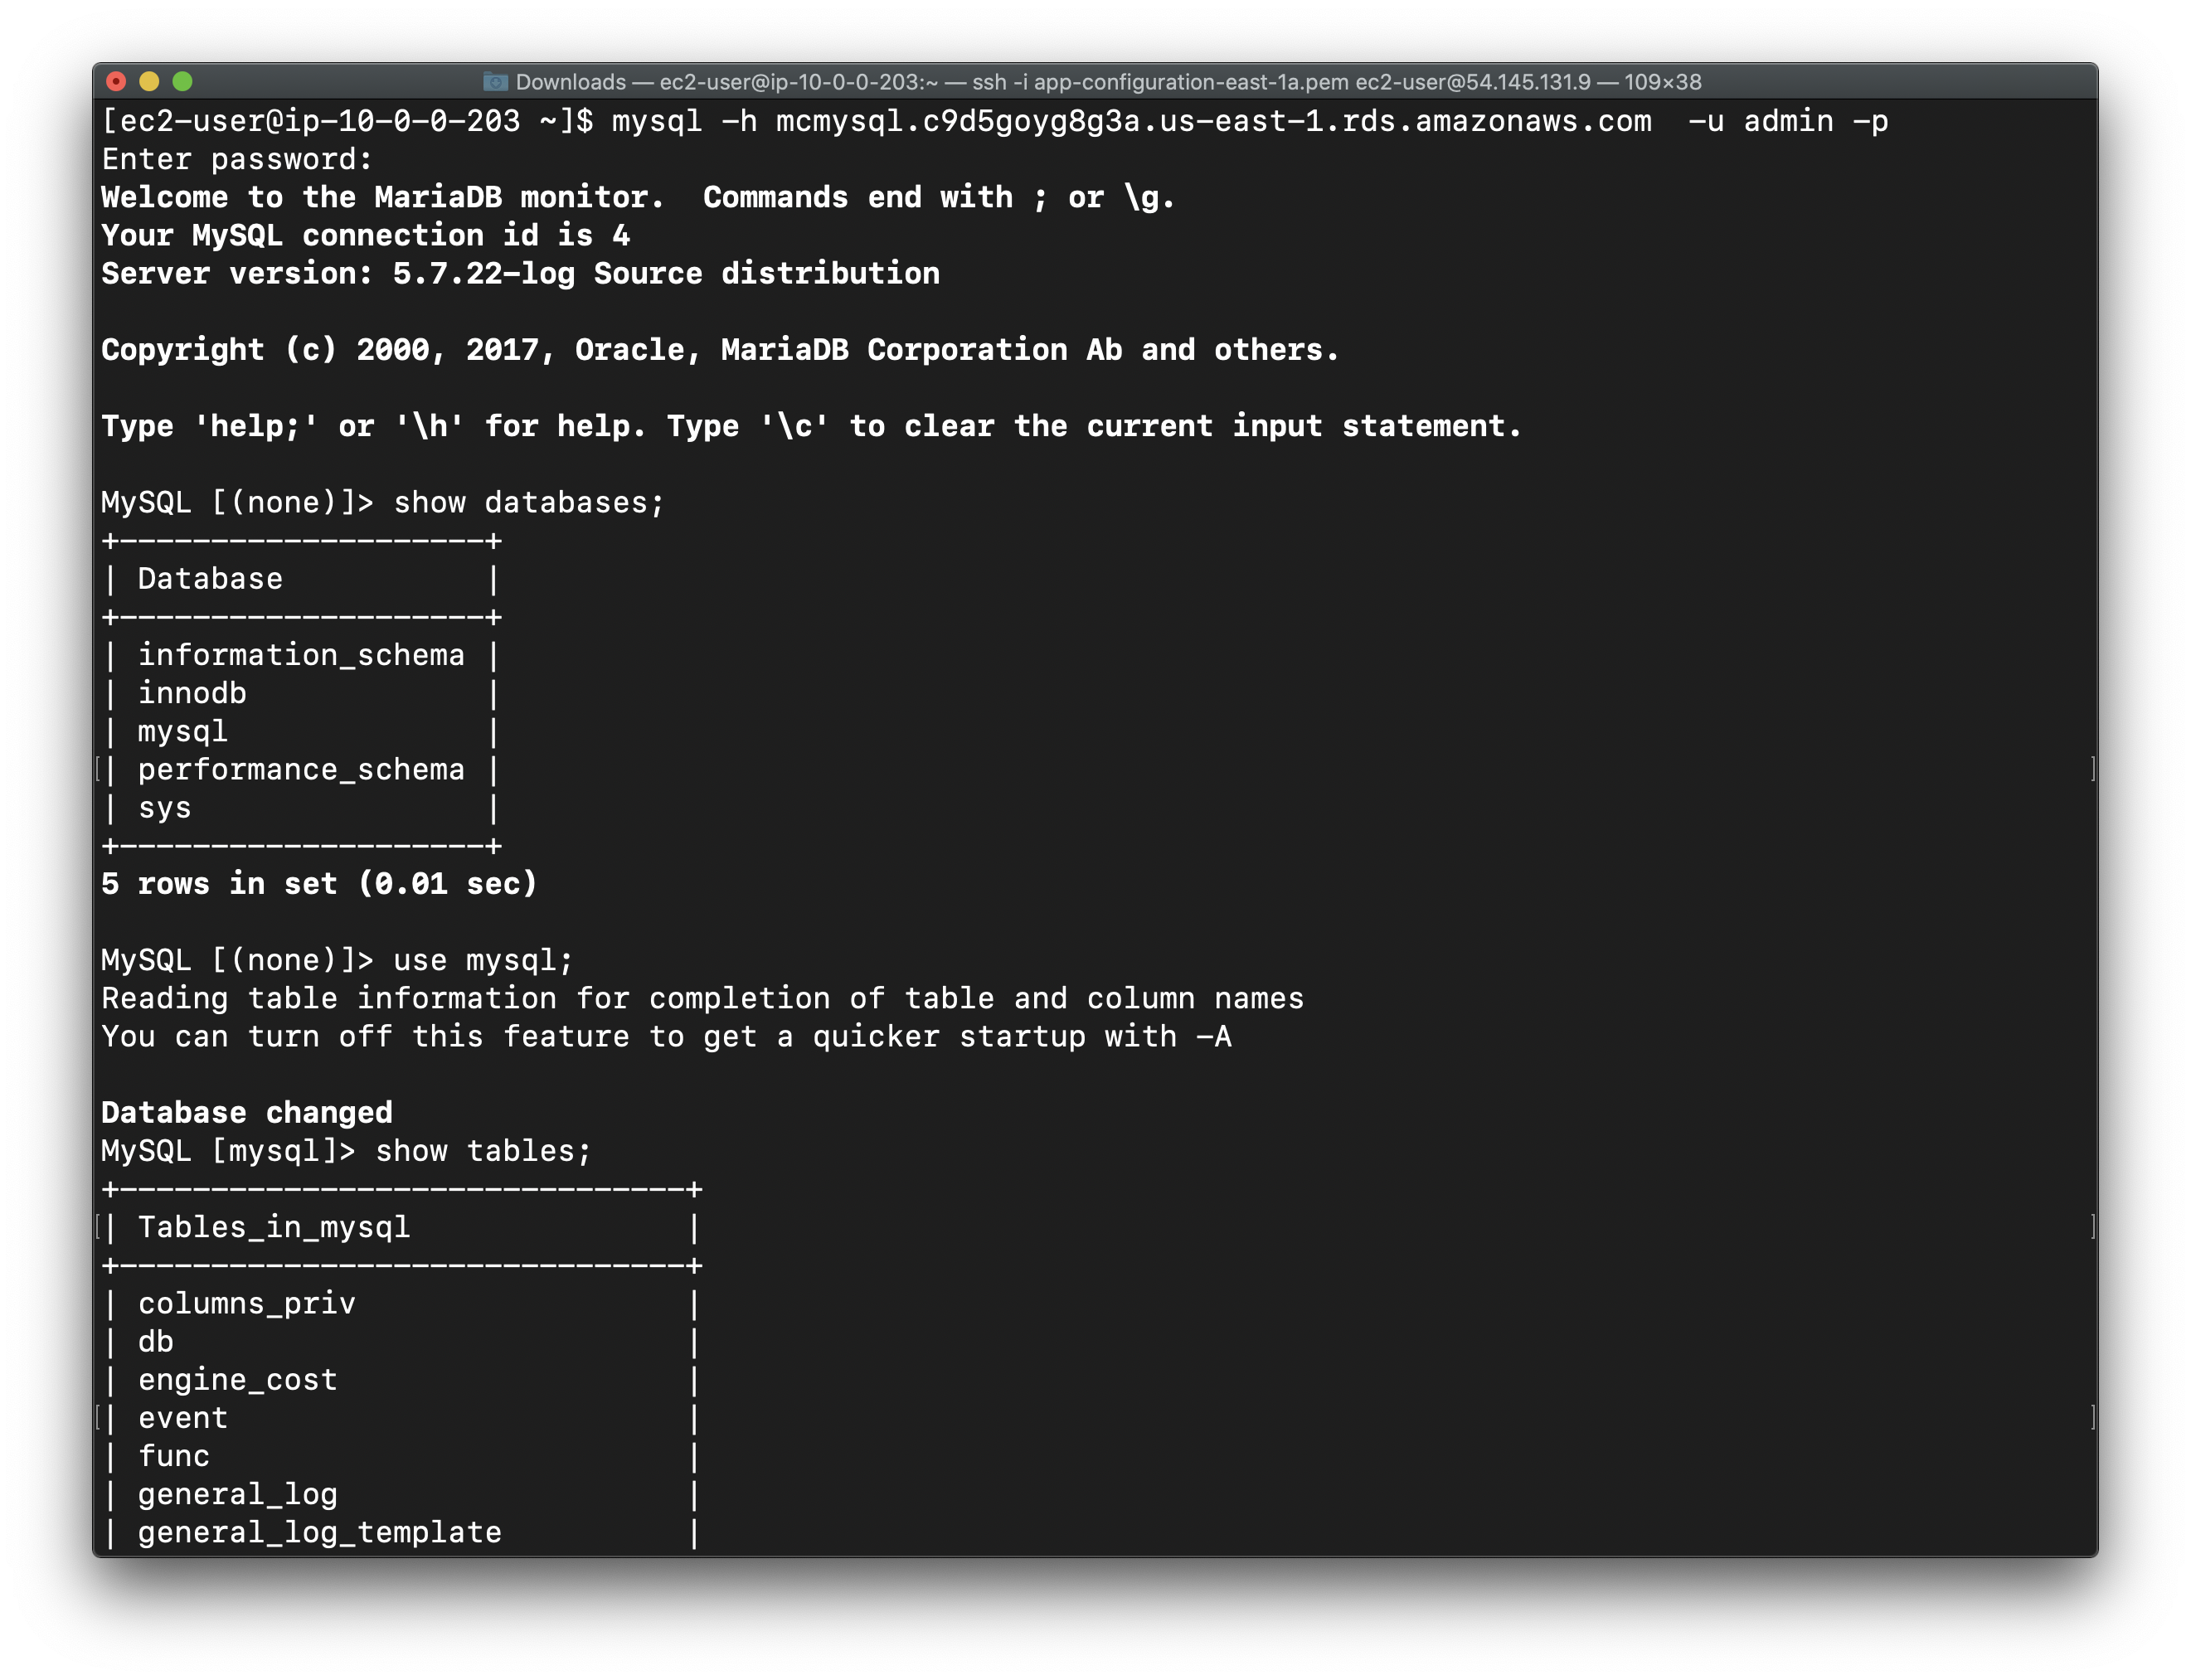 Downloads — ec2-user@ip-10-0-0-203:~ — ssh -i app-configuration-east-1a.pem ec2-user@54.145.131.9 — 109×38
[ec2-user@ip-10-0-0-203 ~]$ mysql -h mcmysql.c9d5goyg8g3a.us-east-1.rds.amazonaws.com  -u admin -p
Enter password:
Welcome to the MariaDB monitor.  Commands end with ; or \g.
Your MySQL connection id is 4
Server version: 5.7.22-log Source distribution

Copyright (c) 2000, 2017, Oracle, MariaDB Corporation Ab and others.

Type 'help;' or '\h' for help. Type '\c' to clear the current input statement.

MySQL [(none)]> show databases;
+--------------------+
| Database           |
+--------------------+
| information_schema |
| innodb             |
| mysql              |
[| performance_schema | ]
| sys                |
+--------------------+
5 rows in set (0.01 sec)

MySQL [(none)]> use mysql;
Reading table information for completion of table and column names
You can turn off this feature to get a quicker startup with -A

Database changed
MySQL [mysql]> show tables;
+-------------------------------+
[| Tables_in_mysql               | ]
+-------------------------------+
| columns_priv                  |
| db                            |
| engine_cost                   |
[| event                         | ]
| func                          |
| general_log                   |
| general_log_template          |